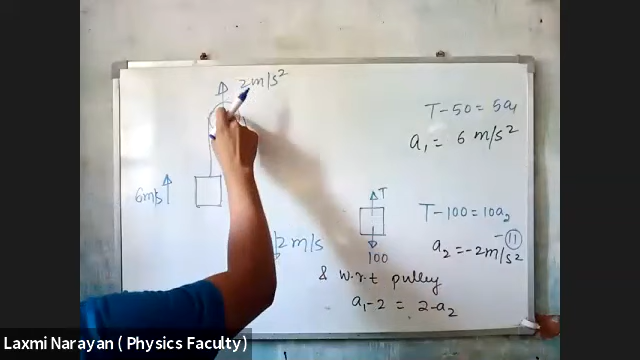 2m/s²
T-50 = 5a₁
a₁ = 6 m/s²
6m/s
T
T-100 = 10a₂
-(11)
2m/s
a₂ = -2m/s²
100
& w.r.t pulley
a₁-2 = 2-a₂
Laxmi Narayan ( Physics Faculty)